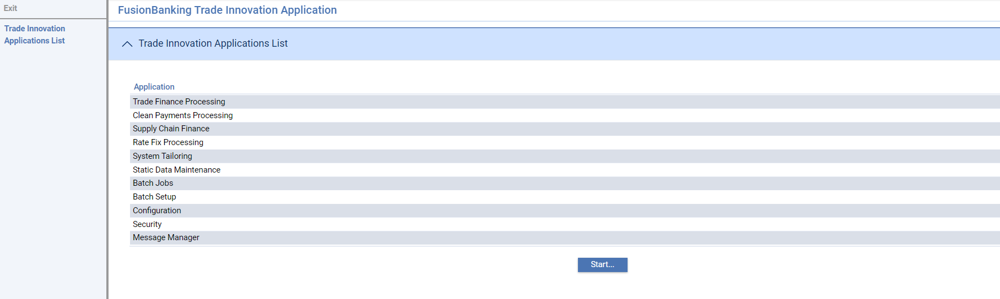 Exit
Trade Innovation
Applications List
FusionBanking Trade Innovation Application
Trade Innovation Applications List
Application
Trade Finance Processing
Clean Payments Processing
Supply Chain Finance
Rate Fix Processing
System Tailoring
Static Data Maintenance
Batch Jobs
Batch Setup
Configuration
Security
Message Manager
Start...